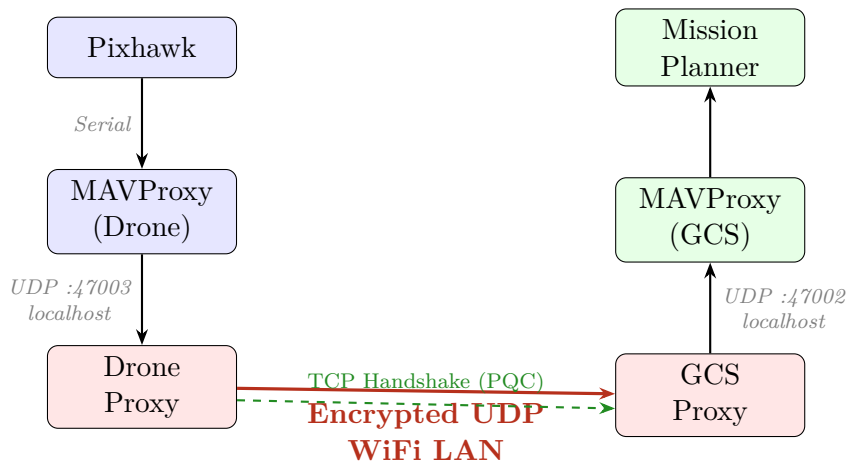 Pixhawk
Mission
Planner
Serial
MAVProxy
(Drone)
MAVProxy
(GCS)
UDP :47003
localhost
UDP :47002
localhost
Drone
Proxy
TCP Handshake (PQC)
Encrypted UDP
WiFi LAN
GCS
Proxy